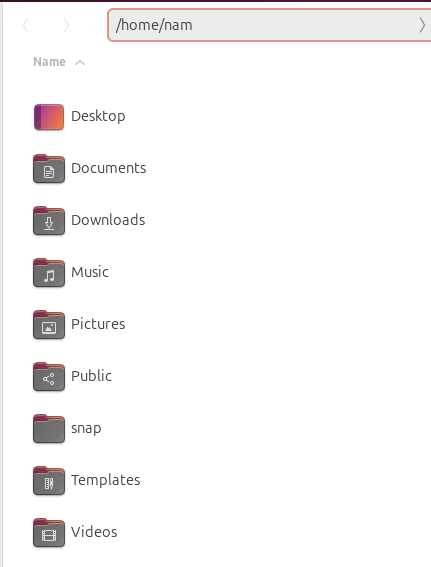 /home/nam
Name
Desktop
Documents
Downloads
Music
Pictures
Public
snap
Templates
Videos